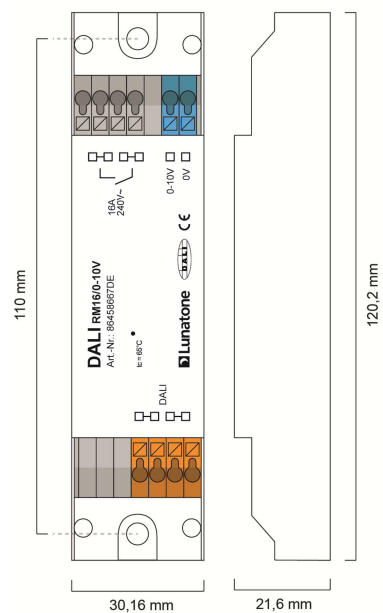 16A
240V~
0-10V
0V
DALI RM16/0-10V
Art.-Nr.: 86458667DE
tc = 65°C
Lunatone
DALI
CE
DALI
110 mm
120,2 mm
30,16 mm
21,6 mm